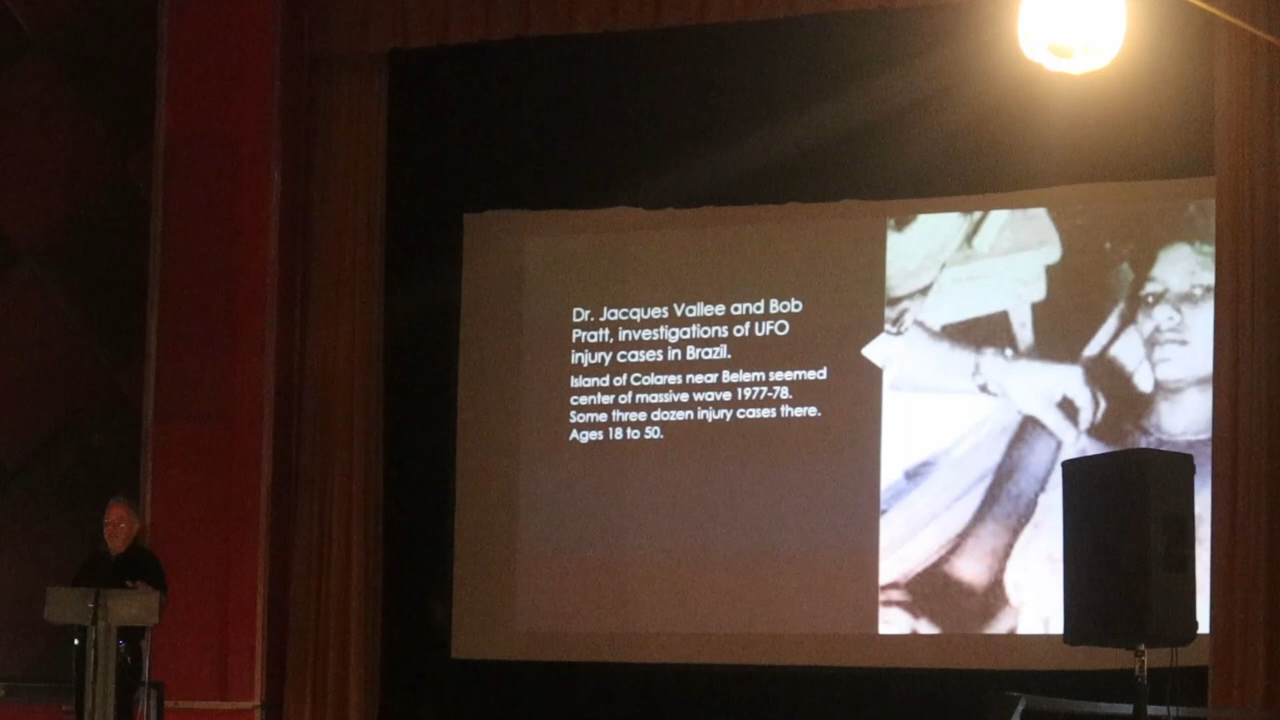 Dr. Jacques Vallee and Bob
Pratt, investigations of UFO
injury cases in Brazil.
Island of Colares near Belem seemed
center of massive wave 1977-78.
Some three dozen injury cases there.
Ages 18 to 50.